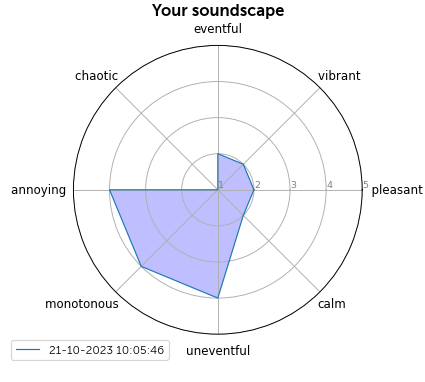 Your soundscape
eventful
chaotic
vibrant
annoying
1
2
3
4
5
pleasant
monotonous
calm
uneventful
21-10-2023 10:05:46